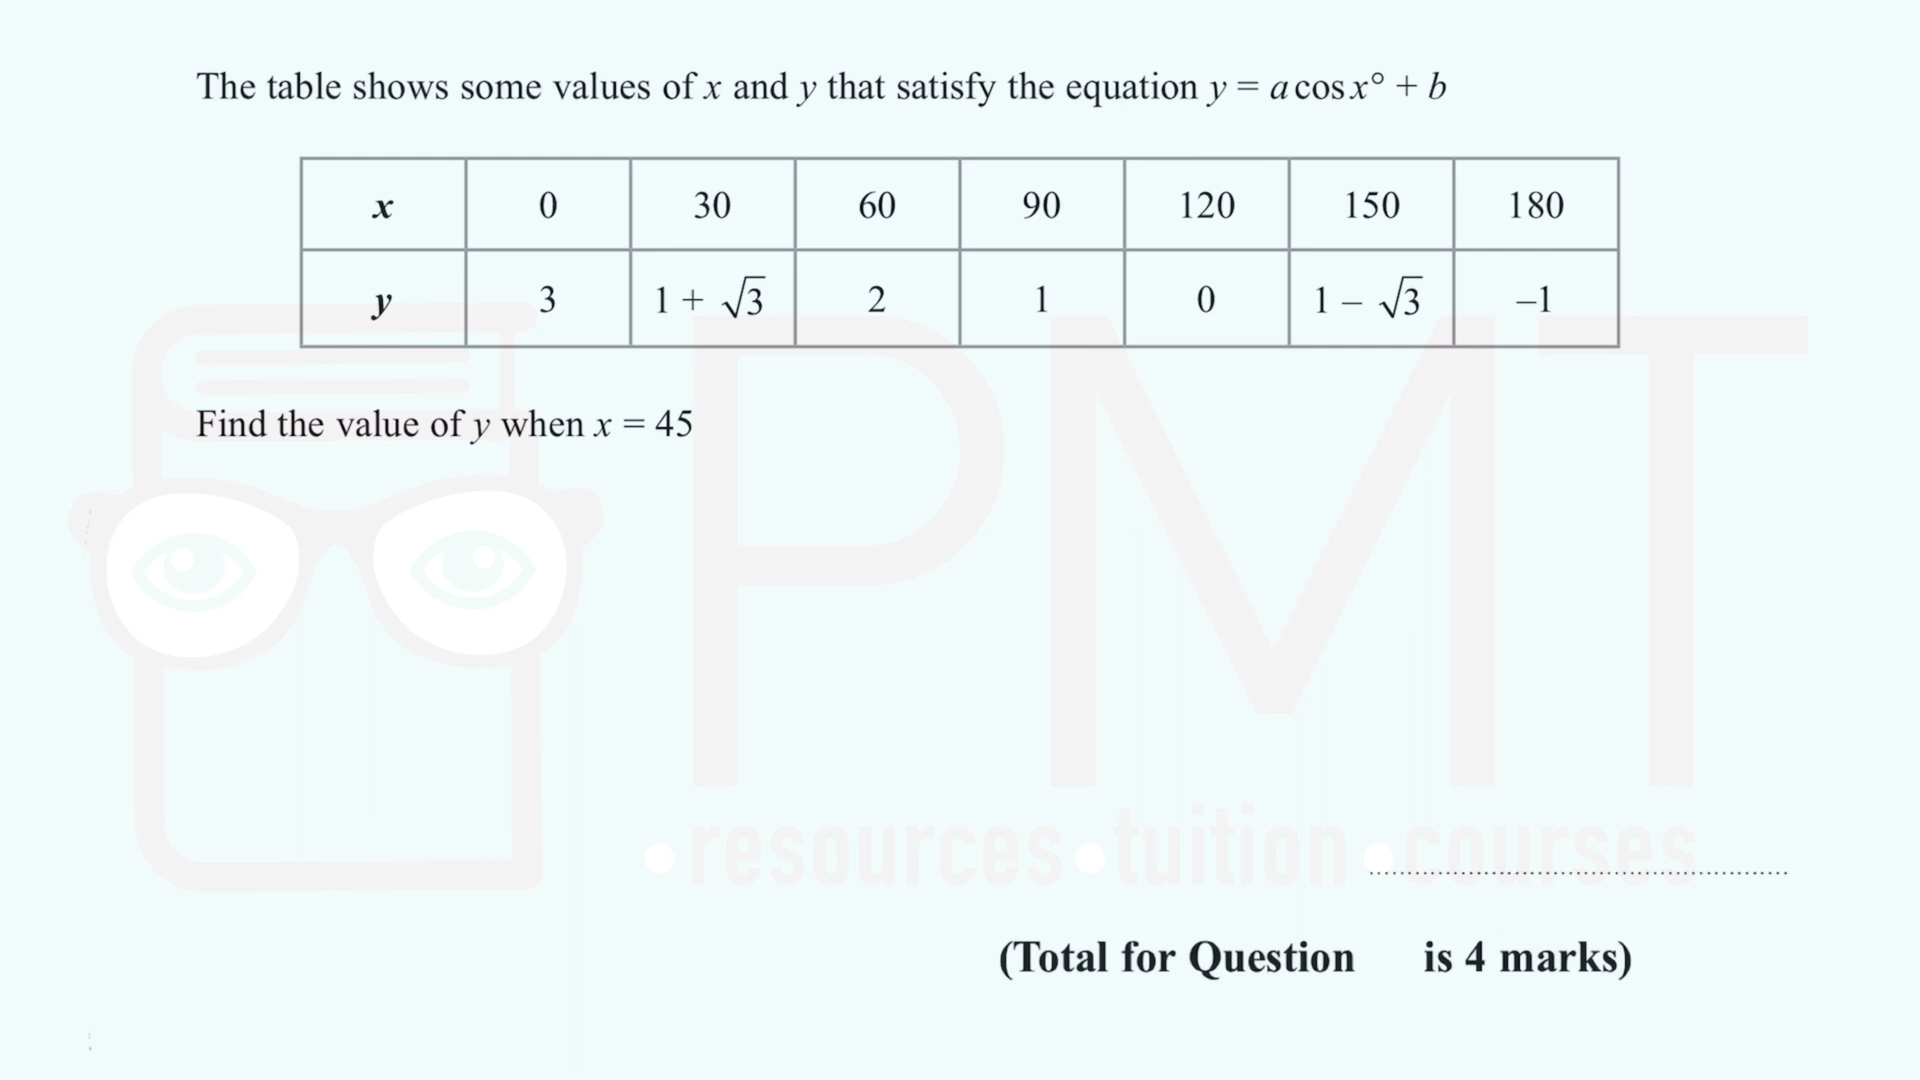 The table shows some values of x and y that satisfy the equation y = a cos x° + b
x 0 30 60 90 120 150 180
y 3 1 + √3 2 1 0 1 – √3 –1
Find the value of y when x = 45
PMT
•resources•tuition•courses
(Total for Question is 4 marks)